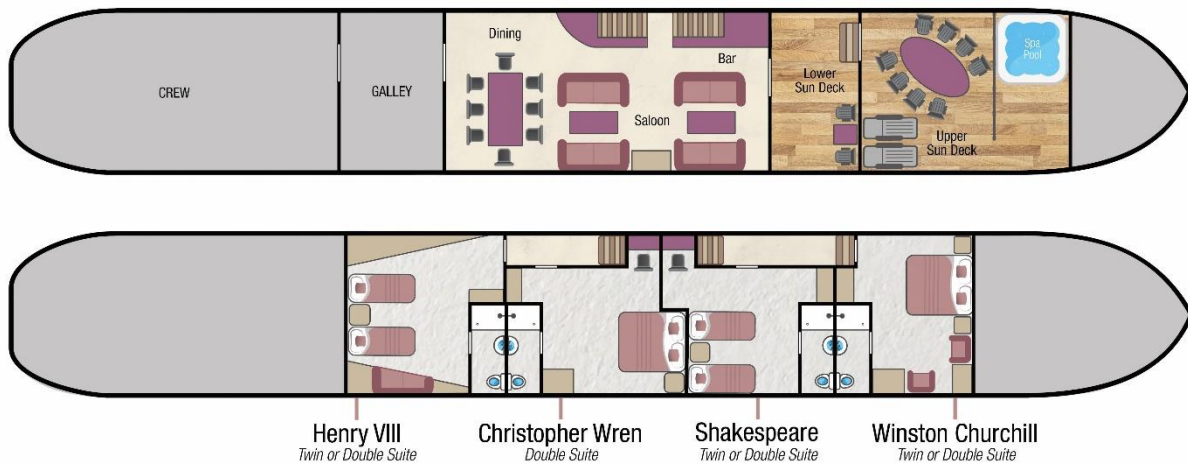 CREW
GALLEY
Dining
Bar
Saloon
Lower
Sun Deck
Upper
Sun Deck
Spa
Pool
Henry VIII
Twin or Double Suite
Christopher Wren
Double Suite
Shakespeare
Twin or Double Suite
Winston Churchill
Twin or Double Suite